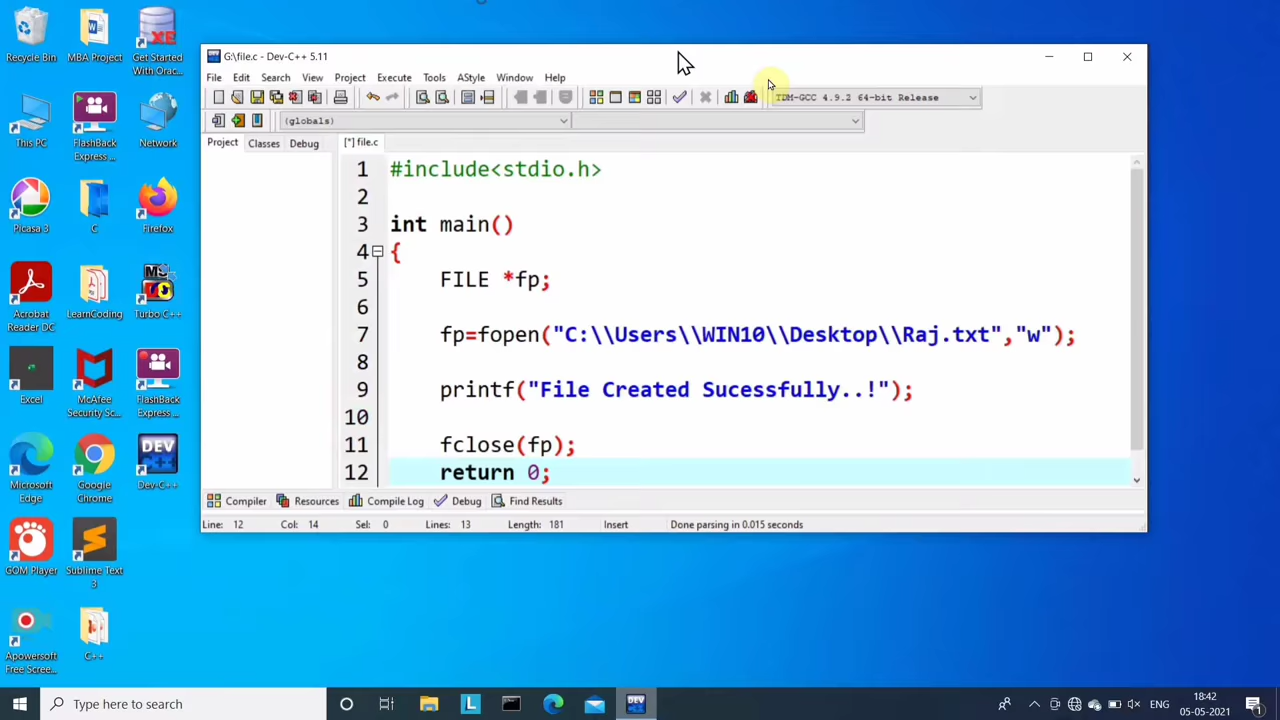 Recycle Bin
MBA Project
Get Started
With Orac...
This PC
FlashBack
Express ...
Network
Picasa 3
C
Firefox
Acrobat
Reader DC
LearnCoding
Turbo C++
Excel
McAfee
Security Sc...
FlashBack
Express ...
Microsoft
Edge
Google
Chrome
Dev-C++
GOM Player
Sublime Text
3
Apowersoft
Free Scree...
C++
G:\file.c - Dev-C++ 5.11
File Edit Search View Project Execute Tools AStyle Window Help
TDM-GCC 4.9.2 64-bit Release
(globals)
Project Classes Debug
[*] file.c
1 #include<stdio.h>
2
3 int main()
4 {
5 FILE *fp;
6
7 fp=fopen("C:\\Users\\WIN10\\Desktop\\Raj.txt","w");
8
9 printf("File Created Sucessfully..!");
10
11 fclose(fp);
12 return 0;
Compiler Resources Compile Log Debug Find Results
Line: 12 Col: 14 Sel: 0 Lines: 13 Length: 181 Insert Done parsing in 0.015 seconds
Type here to search
ENG
18:42
05-05-2021